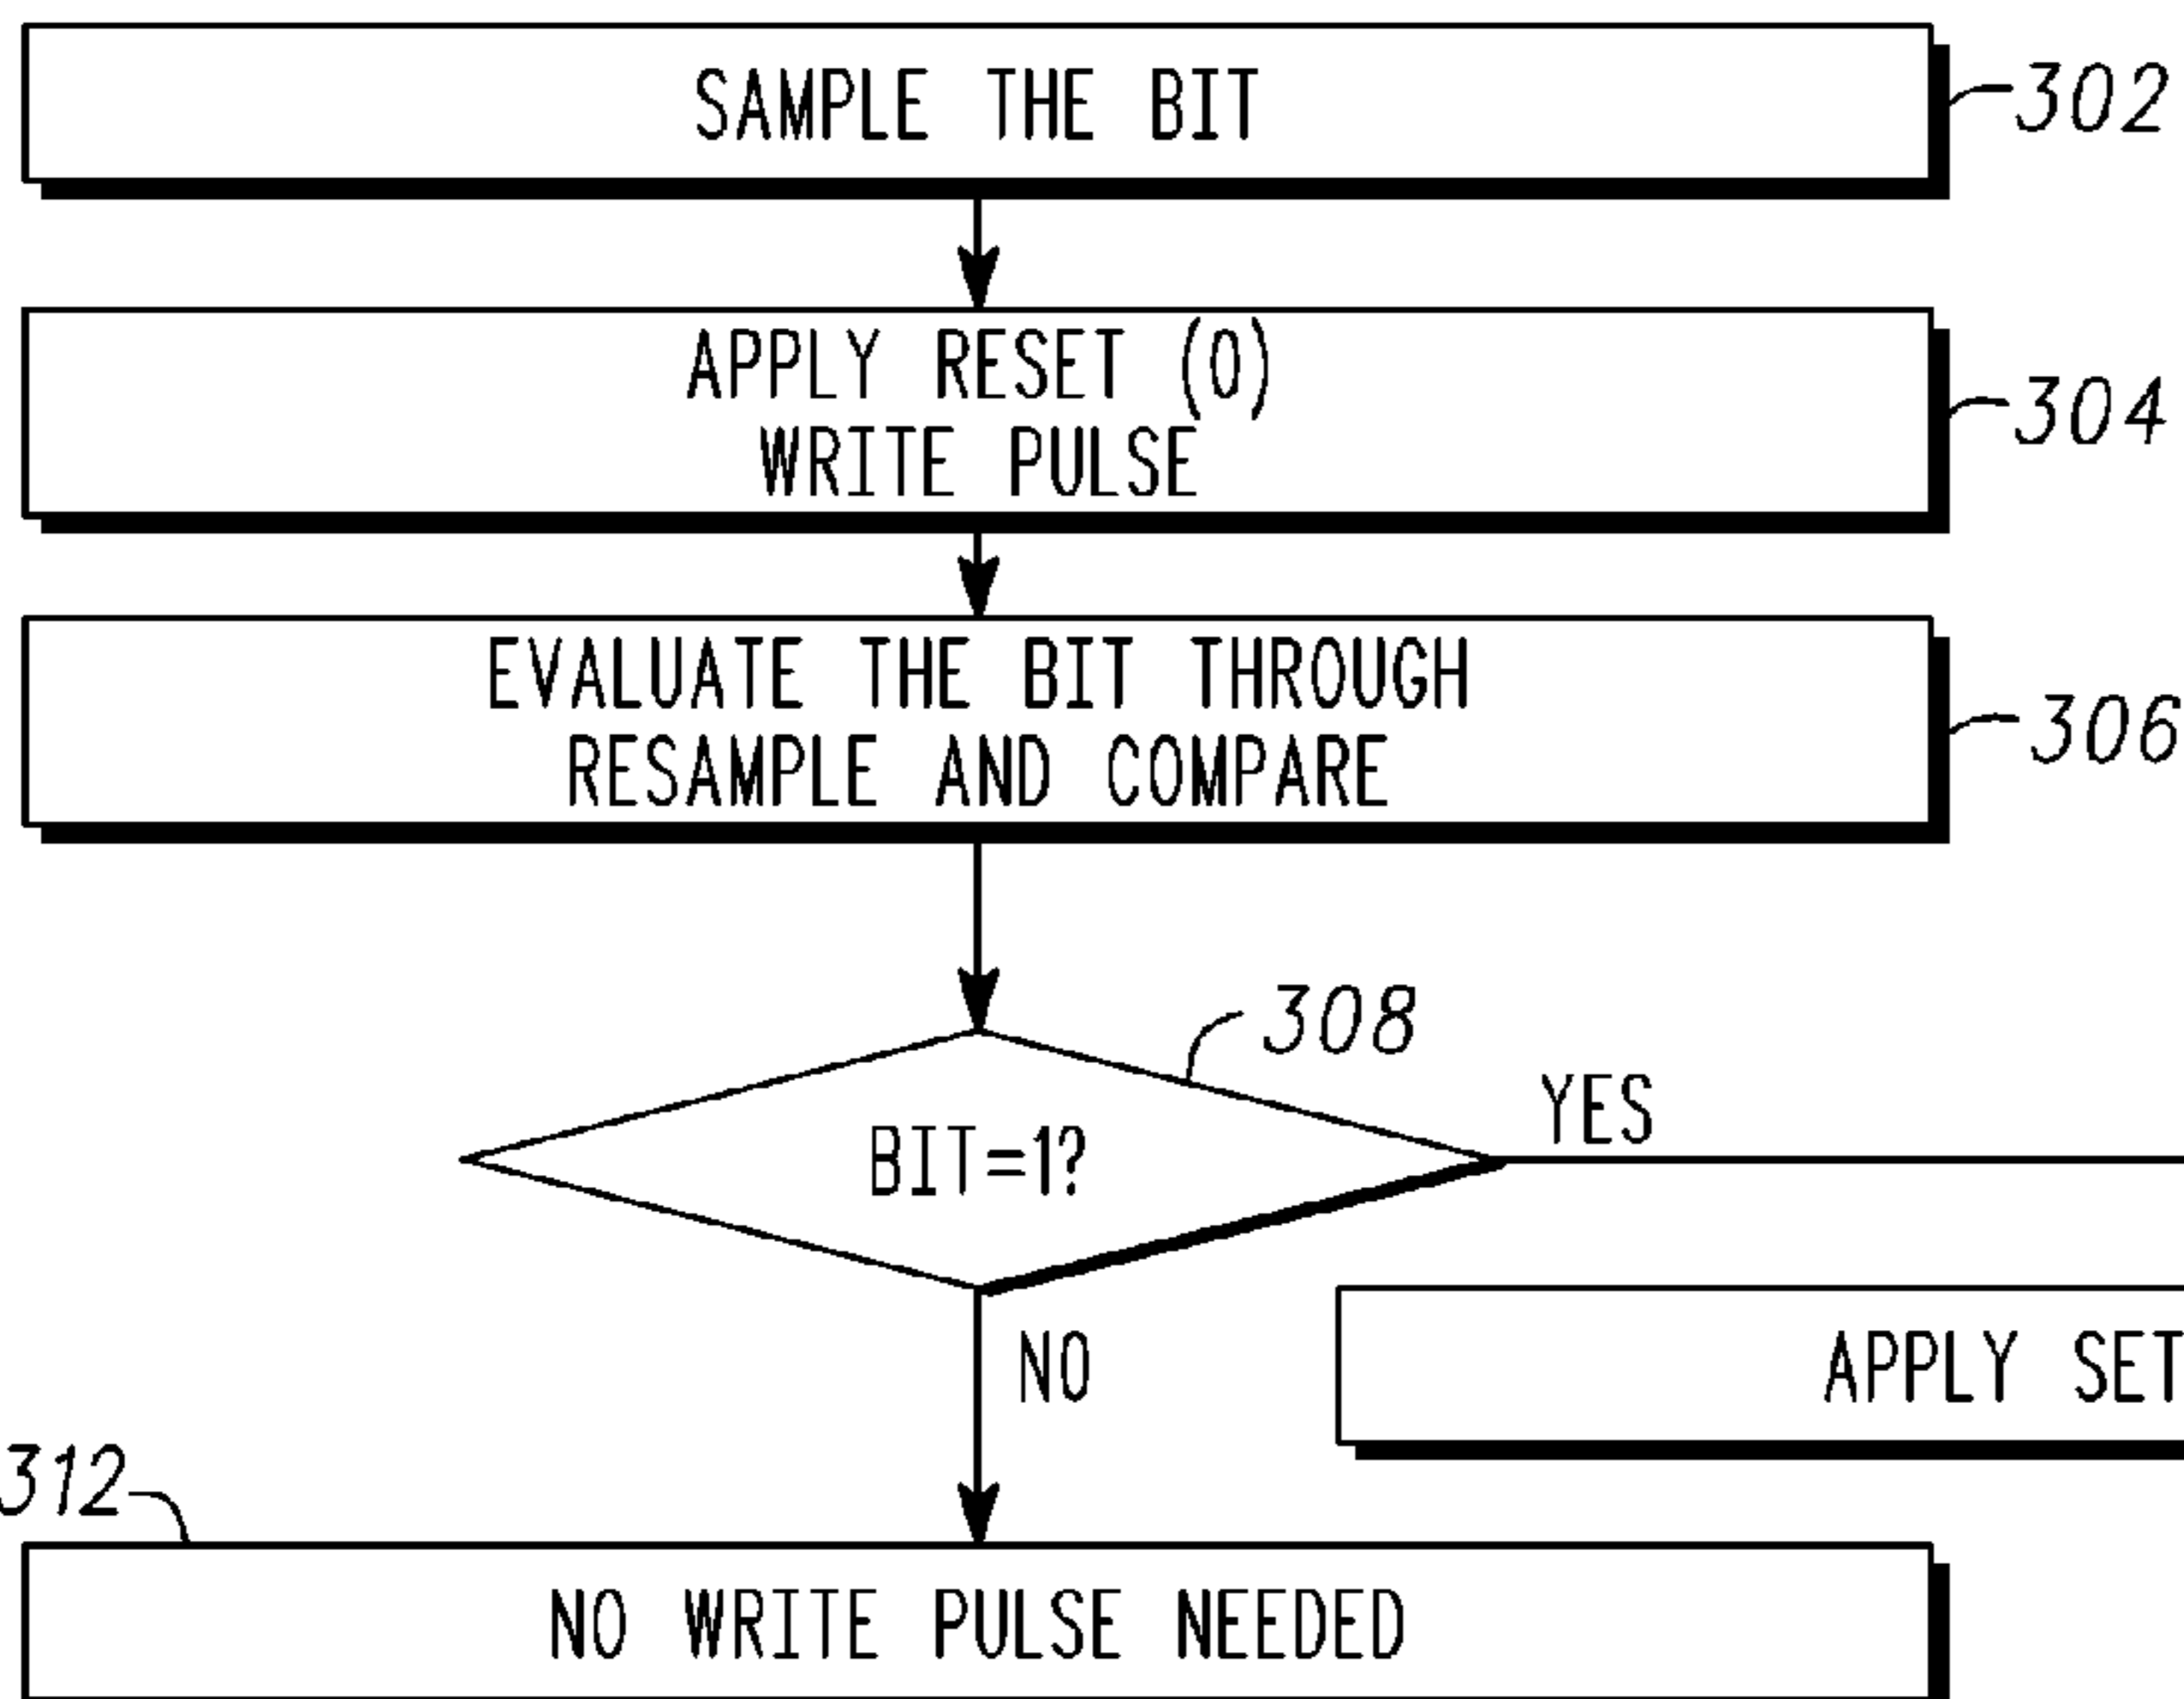 SAMPLE THE BIT
302
APPLY RESET (0)
WRITE PULSE
304
EVALUATE THE BIT THROUGH
RESAMPLE AND COMPARE
306
308
BIT=1?
YES
NO
APPLY SET
312
NO WRITE PULSE NEEDED